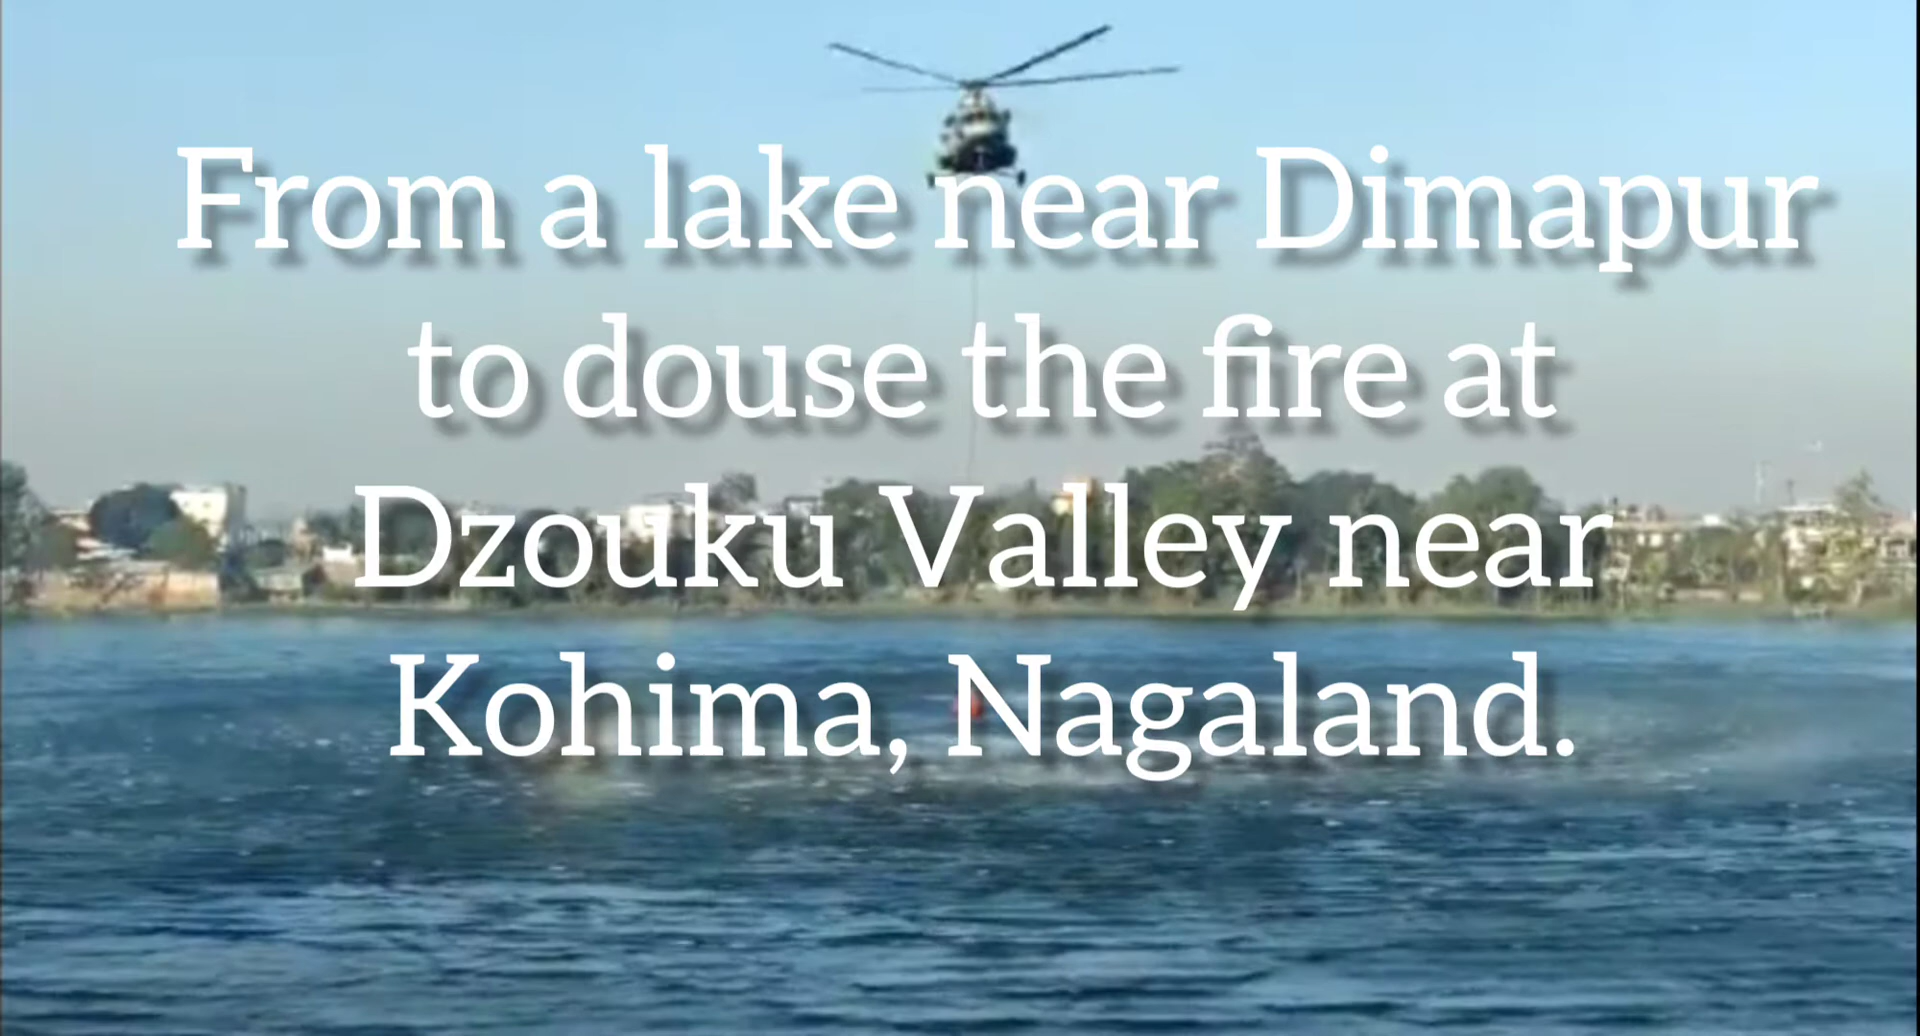 From a lake near Dimapur
to douse the fire at
Dzouku Valley near
Kohima, Nagaland.